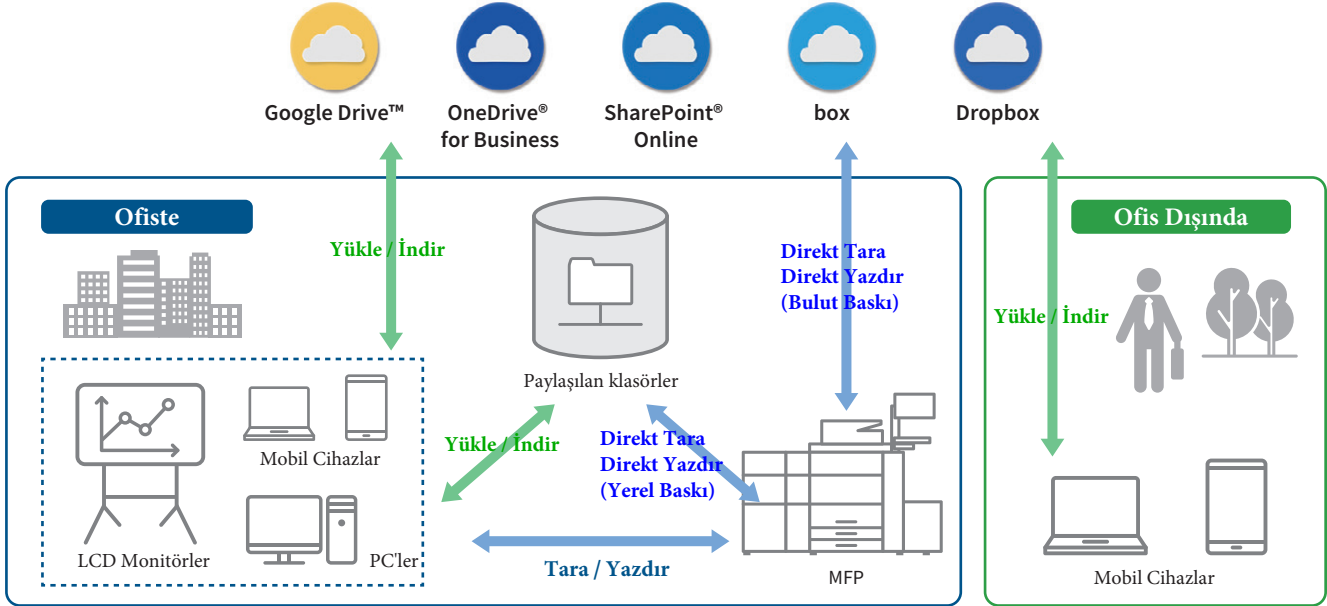 Google Drive™
OneDrive®
for Business
SharePoint®
Online
box
Dropbox
Ofiste
Yükle / İndir
Direkt Tara
Direkt Yazdır
(Bulut Baskı)
Paylaşılan klasörler
Yükle / İndir
Direkt Tara
Direkt Yazdır
(Yerel Baskı)
Mobil Cihazlar
LCD Monitörler
PC'ler
Tara / Yazdır
MFP
Ofis Dışında
Yükle / İndir
Mobil Cihazlar